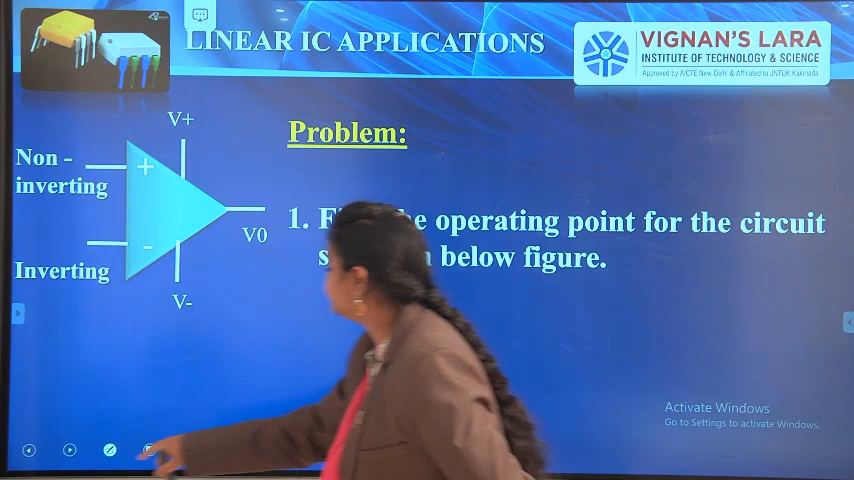 LINEAR IC APPLICATIONS
VIGNAN'S LARA
INSTITUTE OF TECHNOLOGY & SCIENCE
Approved by AICTE New Delhi & Affiliated to JNTUK Kakinada
V+
Problem:
Non -
inverting
+
1. the operating point for the circuit
below figure.
V0
-
Inverting
V-
Activate Windows
Go to Settings to activate Windows.